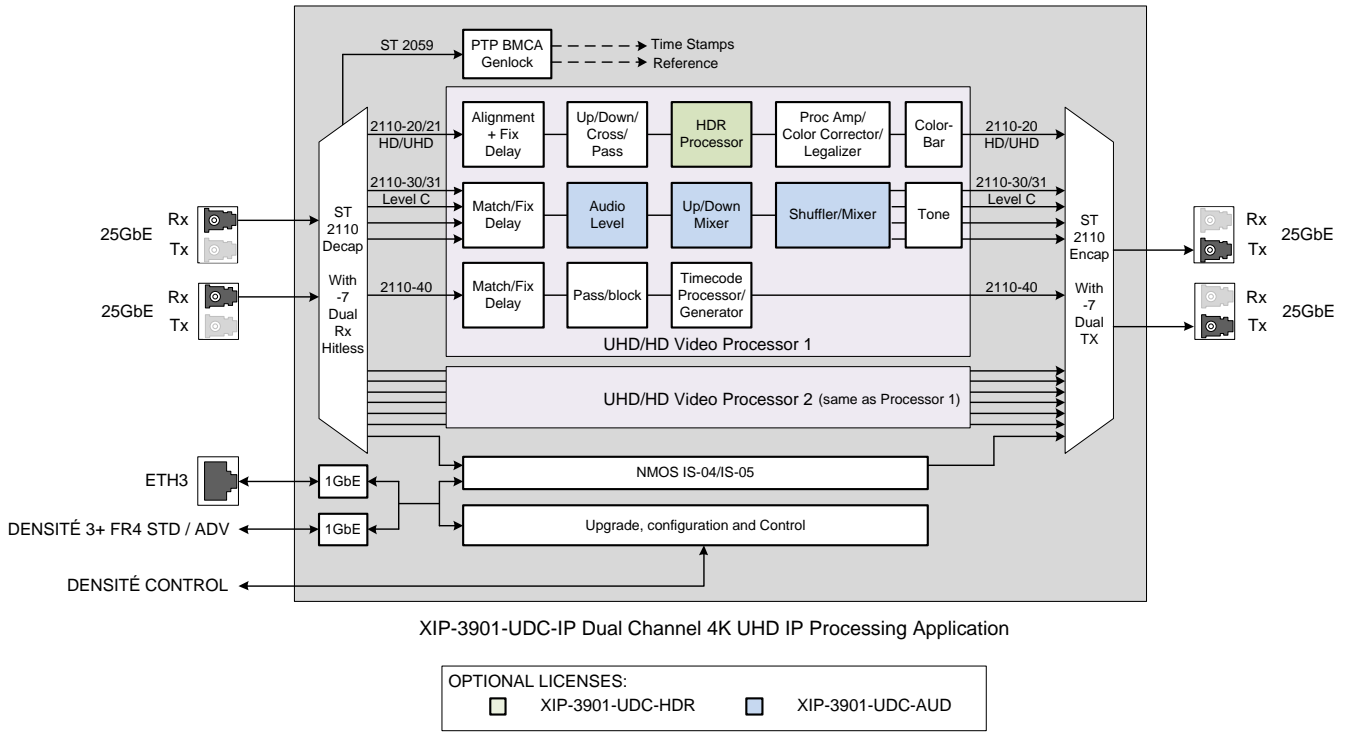 ST 2059
PTP BMCA
Genlock
Time Stamps
Reference
2110-20/21
HD/UHD
Alignment
+ Fix
Delay
Up/Down/
Cross/
Pass
HDR
Processor
Proc Amp/
Color Corrector/
Legalizer
Color-
Bar
2110-20
HD/UHD
2110-30/31
Level C
Match/Fix
Delay
Audio
Level
Up/Down
Mixer
Shuffler/Mixer
Tone
2110-30/31
Level C
2110-40
Match/Fix
Delay
Pass/block
Timecode
Processor/
Generator
2110-40
UHD/HD Video Processor 1
UHD/HD Video Processor 2 (same as Processor 1)
25GbE
Rx
Tx
25GbE
Rx
Tx
ST
2110
Decap
With
-7
Dual
Rx
Hitless
ST
2110
Encap
With
-7
Dual
TX
Rx
Tx
25GbE
Rx
Tx
25GbE
ETH3
1GbE
NMOS IS-04/IS-05
DENSITÉ 3+ FR4 STD / ADV
1GbE
Upgrade, configuration and Control
DENSITÉ CONTROL
XIP-3901-UDC-IP Dual Channel 4K UHD IP Processing Application
OPTIONAL LICENSES:
XIP-3901-UDC-HDR
XIP-3901-UDC-AUD